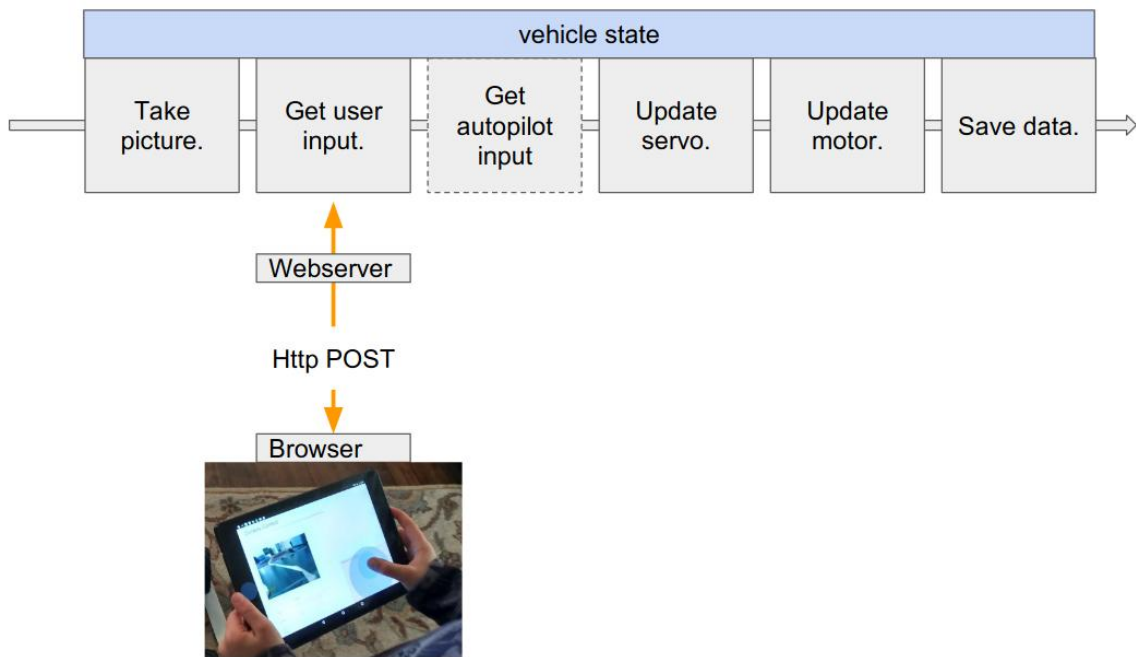 vehicle state
Take
picture.
Get user
input.
Get
autopilot
input
Update
servo.
Update
motor.
Save data.
Webserver
Http POST
Browser